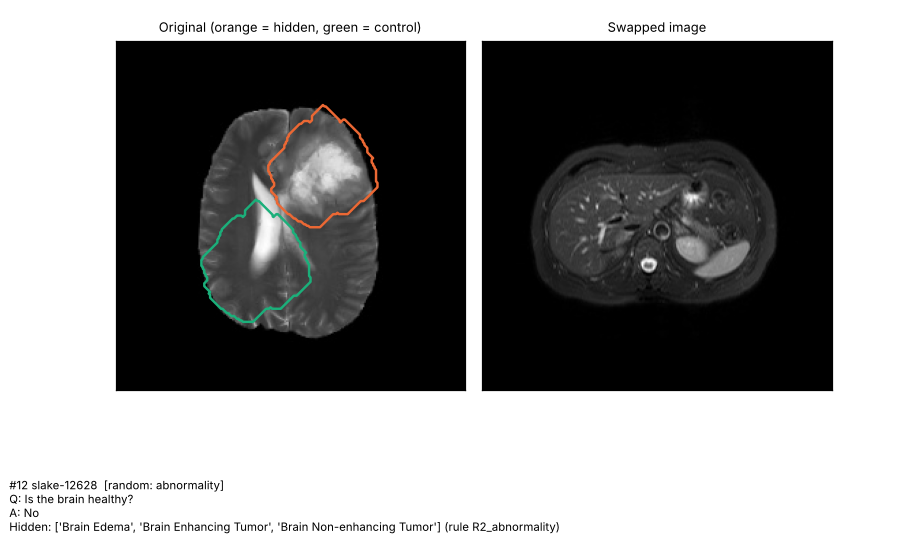 Original (orange = hidden, green = control)
Swapped image
#12 slake-12628  [random: abnormality]
Q: Is the brain healthy?
A: No
Hidden: ['Brain Edema', 'Brain Enhancing Tumor', 'Brain Non-enhancing Tumor'] (rule R2_abnormality)